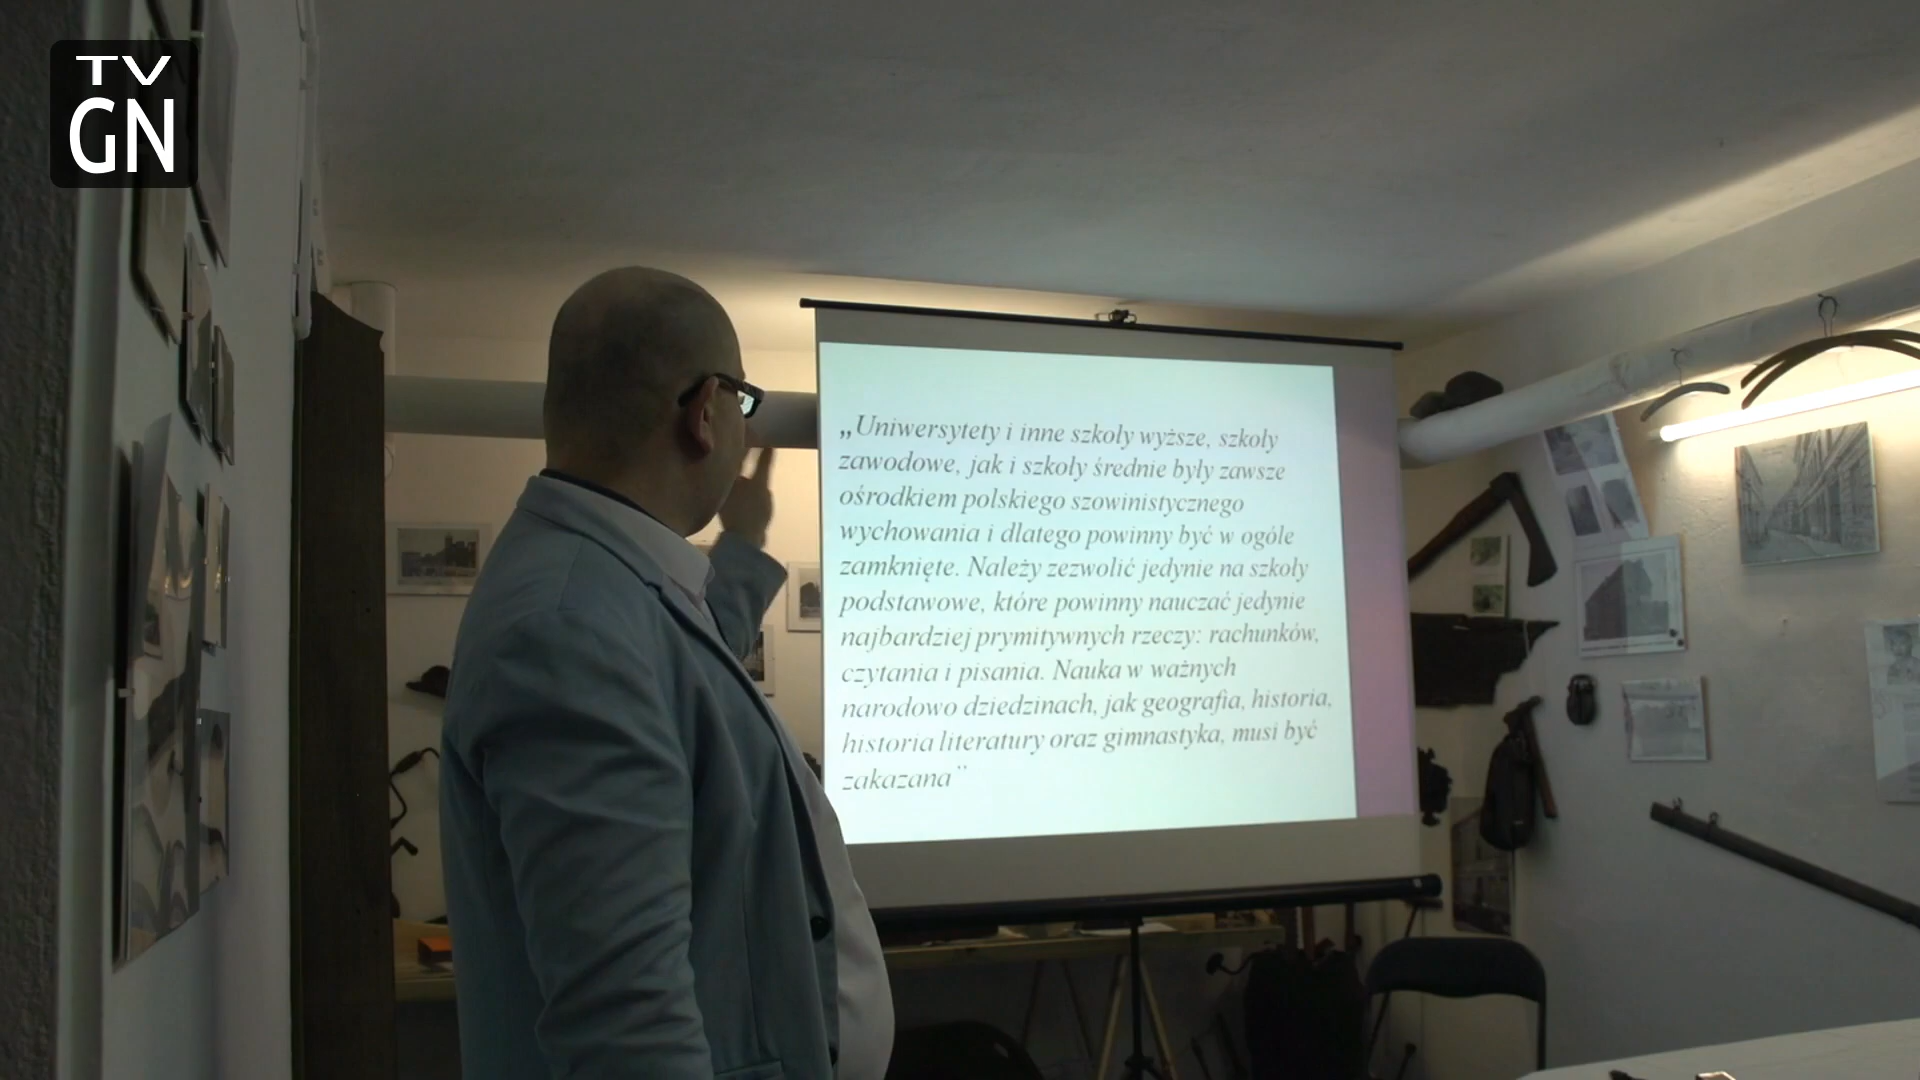 TV
GN
„Uniwersytety i inne szkoły wyższe, szkoły
zawodowe, jak i szkoły średnie były zawsze
ośrodkiem polskiego szowinistycznego
wychowania i dlatego powinny być w ogóle
zamknięte. Należy zezwolić jedynie na szkoły
podstawowe, które powinny nauczać jedynie
najbardziej prymitywnych rzeczy: rachunków,
czytania i pisania. Nauka w ważnych
narodowo dziedzinach, jak geografia, historia,
historia literatury oraz gimnastyka, musi być
zakazana¨